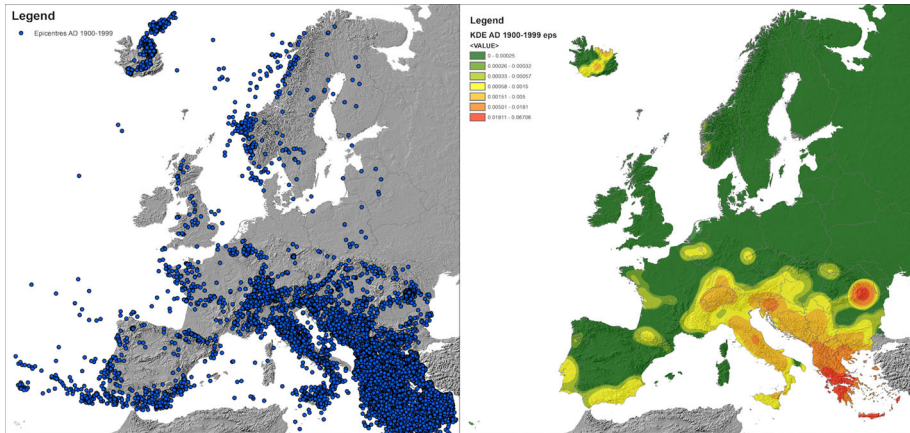 Legend
Epicentres AD 1900-1999
Legend
KDE AD 1900-1999 eps
<VALUE>
0 - 0.00025
0.00026 - 0.00032
0.00033 - 0.00057
0.00058 - 0.0015
0.00151 - 0.005
0.00501 - 0.0181
0.01811 - 0.06706